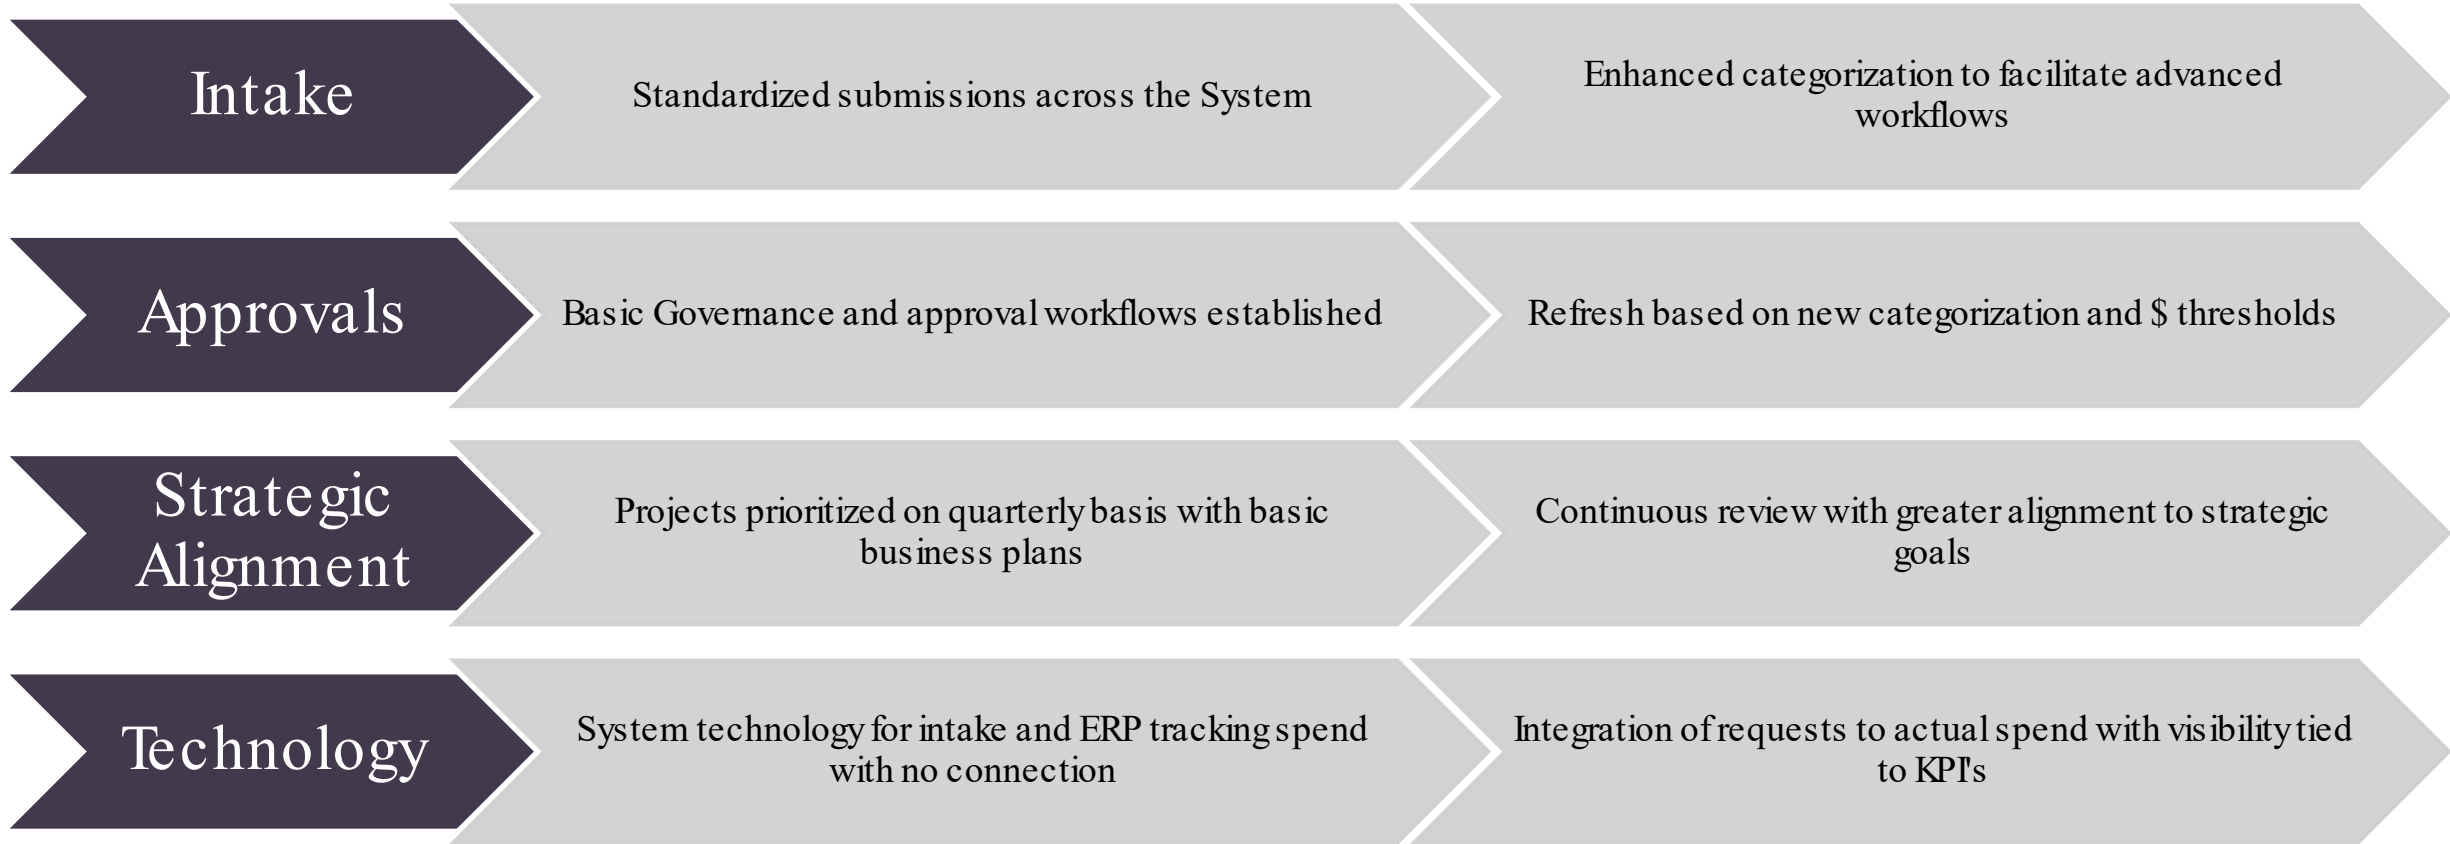 Intake
Standardized submissions across the System
Enhanced categorization to facilitate advanced
workflows
Approvals
Basic Governance and approval workflows established
Refresh based on new categorization and $ thresholds
Strategic
Alignment
Projects prioritized on quarterly basis with basic
business plans
Continuous review with greater alignment to strategic
goals
Technology
System technology for intake and ERP tracking spend
with no connection
Integration of requests to actual spend with visibility tied
to KPI's